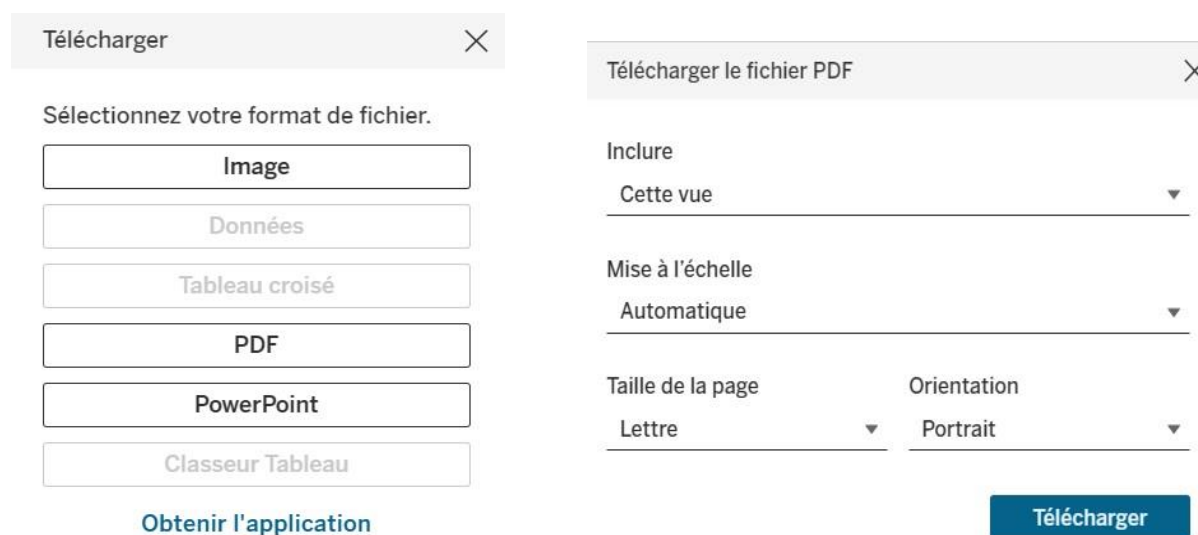 Télécharger
Sélectionnez votre format de fichier.
Image
Données
Tableau croisé
PDF
PowerPoint
Classeur Tableau
Obtenir l'application
Télécharger le fichier PDF
Inclure
Cette vue
Mise à l'échelle
Automatique
Taille de la page Orientation
Lettre Portrait
Télécharger